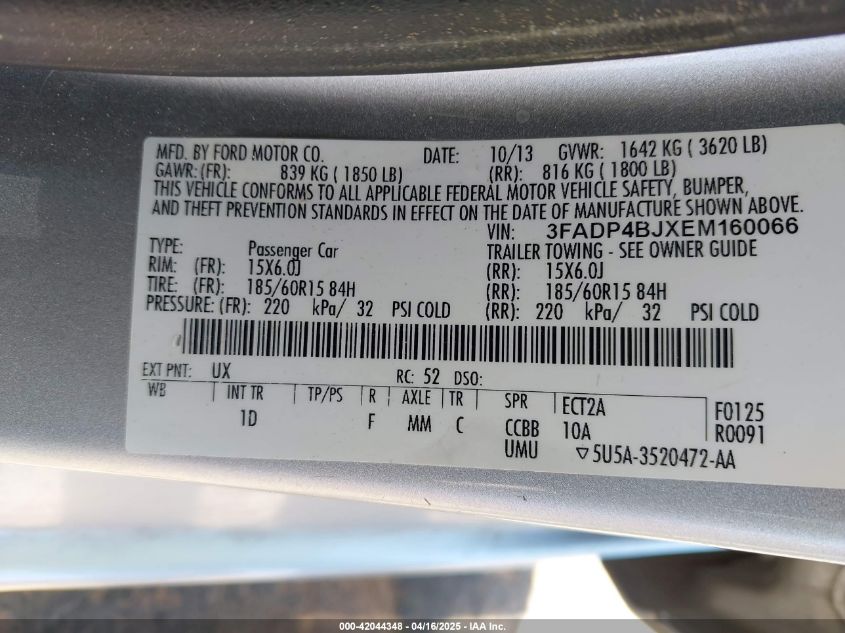 MFD. BY FORD MOTOR CO. DATE: 10/13 GVWR: 1642 KG ( 3620 LB)
GAWR: (FR): 839 KG ( 1850 LB) (RR): 816 KG ( 1800 LB)
THIS VEHICLE CONFORMS TO ALL APPLICABLE FEDERAL MOTOR VEHICLE SAFETY, BUMPER,
AND THEFT PREVENTION STANDARDS IN EFFECT ON THE DATE OF MANUFACTURE SHOWN ABOVE.
VIN: 3FADP4BJXEM160066
TYPE: Passenger Car TRAILER TOWING - SEE OWNER GUIDE
RIM: (FR): 15X6.0J (RR): 15X6.0J
TIRE: (FR): 185/60R15 84H (RR): 185/60R15 84H
PRESSURE: (FR): 220 kPa/ 32 PSI COLD (RR): 220 kPa/ 32 PSI COLD
EXT PNT: UX RC: 52 DSO:
WB INT TR TP/PS R AXLE TR SPR ECT2A F0125
1D F MM C CCBB 10A R0091
UMU ▽5U5A-3520472-AA
000-42044348 - 04/16/2025 - IAA Inc.